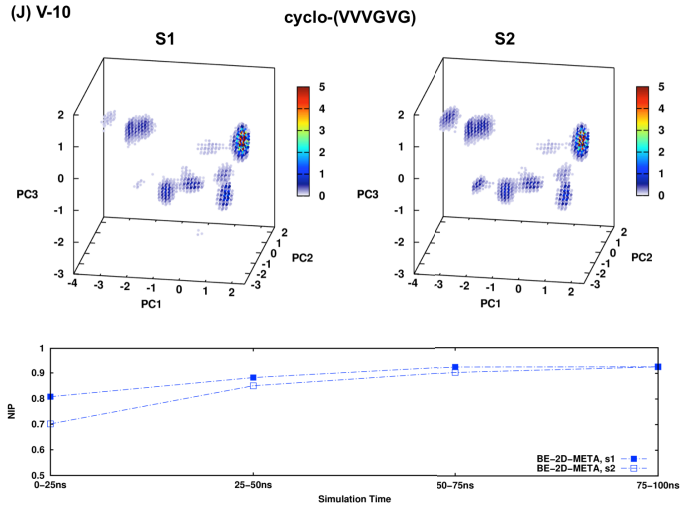 (J) V-10
cyclo-(VVVGVG)
S1
S2
5
4
3
2
1
0
2
1
0
-1
-2
-3
PC3
-4 -3 -2 -1 0 1 2
PC1
-3
-2
-1
0
1
2
PC2
5
4
3
2
1
0
2
1
0
-1
-2
-3
PC3
-4 -3 -2 -1 0 1 2
PC1
-3
-2
-1
0
1
2
PC2
1
0.9
0.8
0.7
0.6
0.5
NIP
BE-2D-META, s1
BE-2D-META, s2
0-25ns 25-50ns 50-75ns 75-100ns
Simulation Time